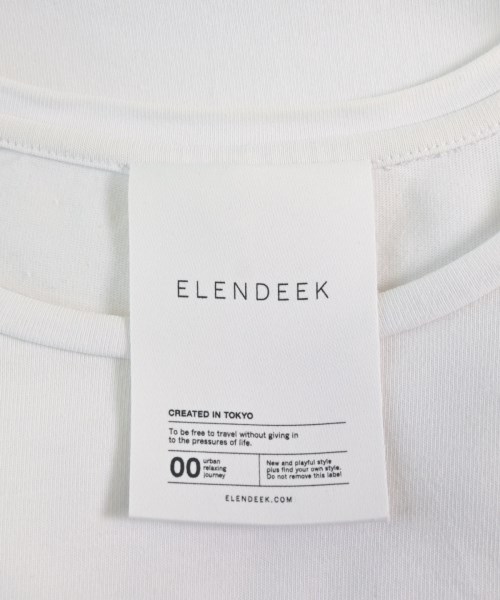 ELENDEEK
CREATED IN TOKYO
To be free to travel without giving in
to the pressures of life.
00
urban
relaxing
journey
New and playful style
plus find your own style.
Do not remove this label
ELENDEEK.COM